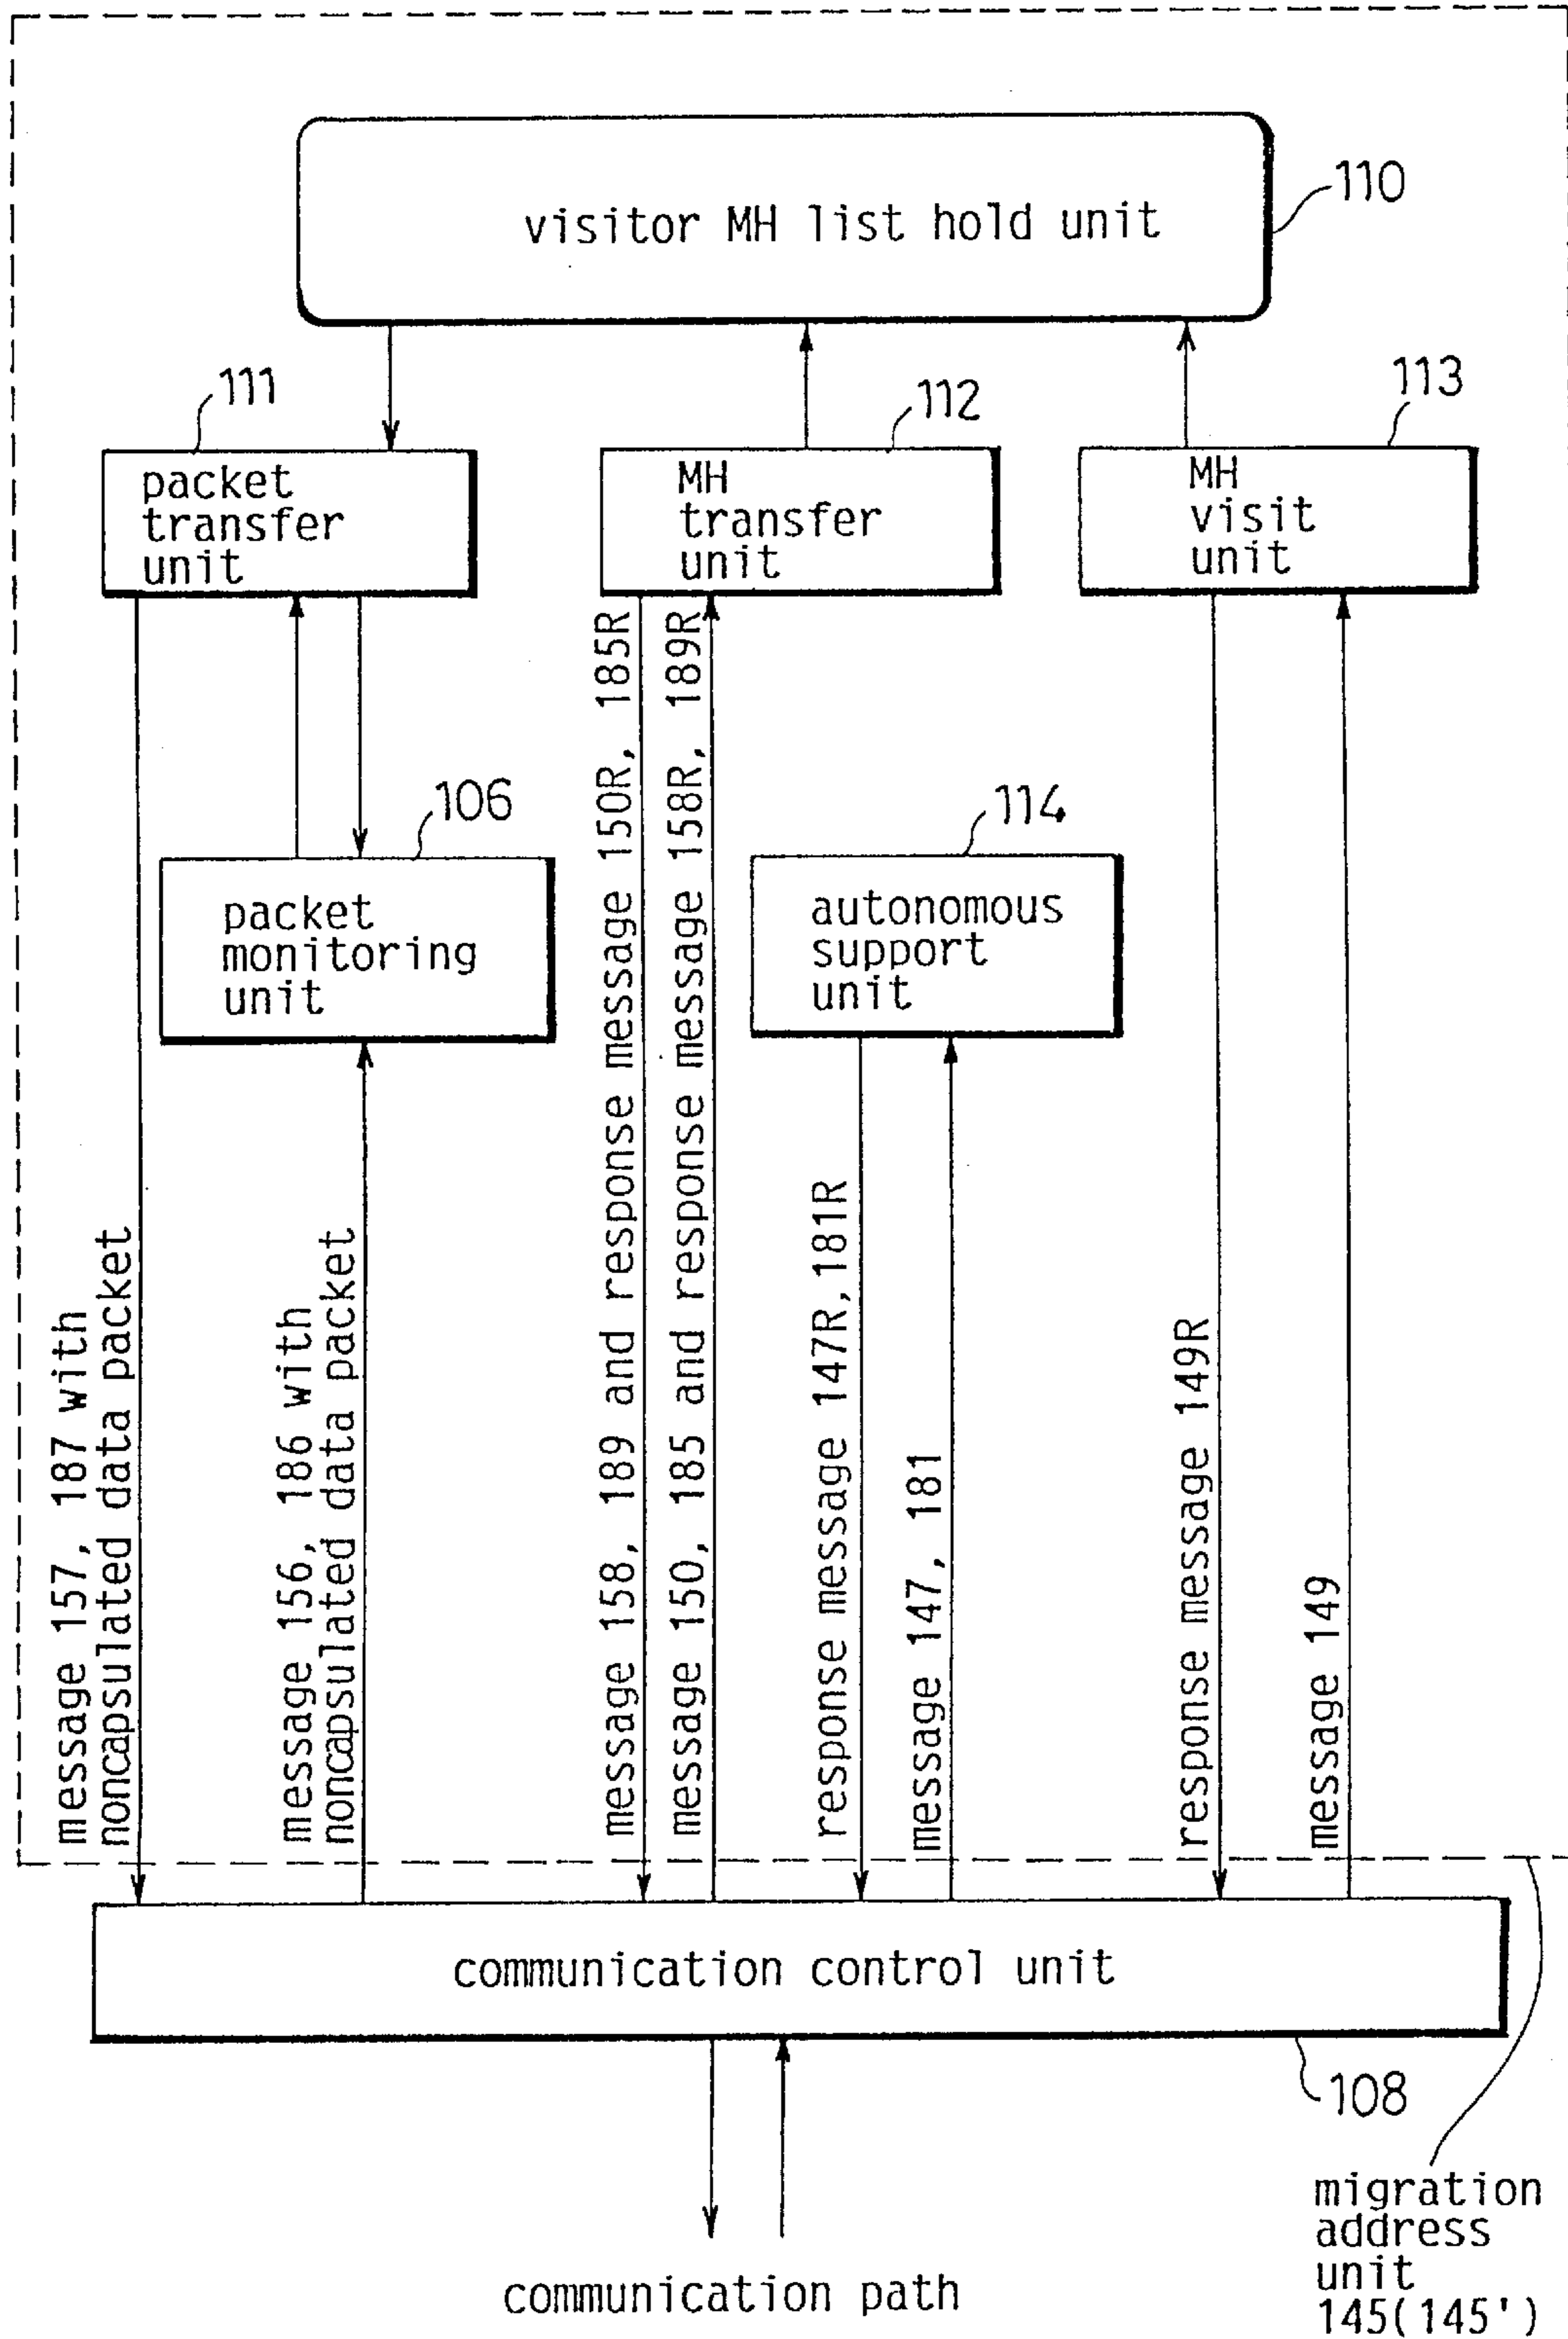 visitor MH list hold unit
110
111
112
113
packet
transfer
unit
MH
transfer
unit
MH
visit
unit
106
114
packet
monitoring
unit
autonomous
support
unit
message 157, 187 with
noncapsulated data packet
message 156, 186 with
noncapsulated data packet
message 158, 189 and response message 150R, 185R
message 150, 185 and response message 158R, 189R
response message 147R,181R
message 147, 181
response message 149R
message 149
communication control unit
108
migration
address
unit
145(145')
communication path